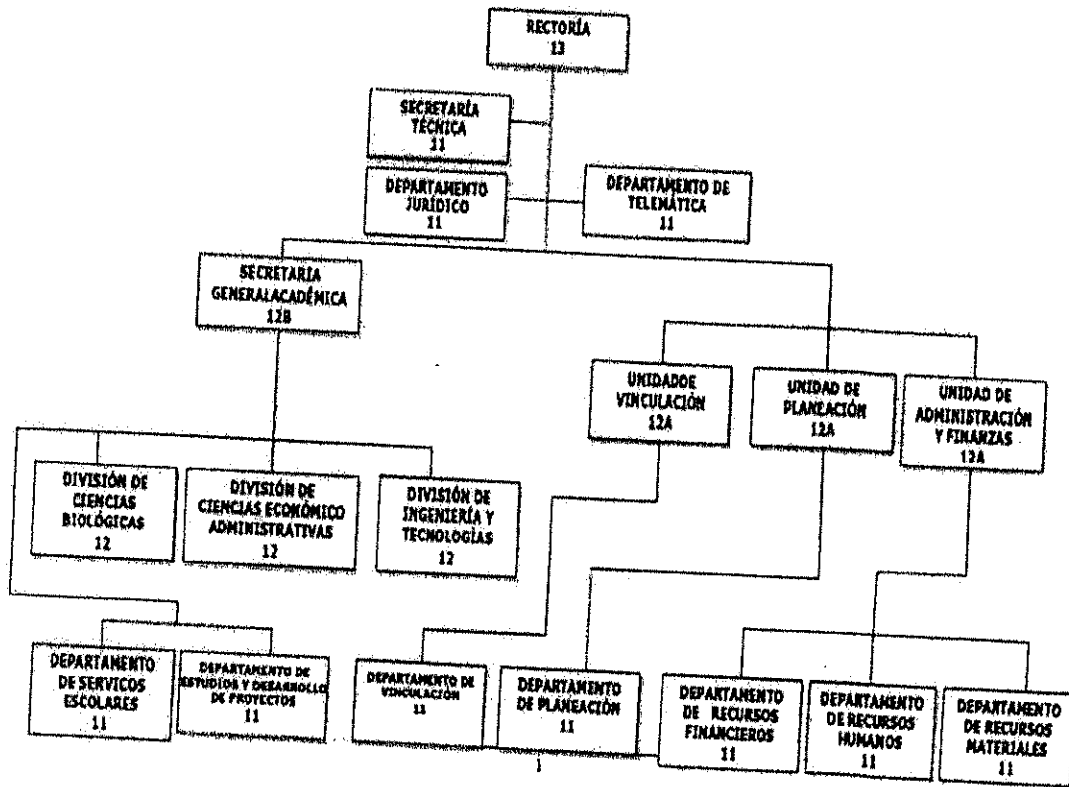 RECTORÍA
13
SECRETARÍA
TÉCNICA
11
DEPARTAMENTO
JURÍDICO
11
DEPARTAMENTO DE
TELEMÁTICA
11
SECRETARÍA
GENERALACADÉMICA
12B
UNIDADDE
VINCULACIÓN
12A
UNIDAD DE
PLANEACIÓN
12A
UNIDAD DE
ADMINISTRACIÓN
Y FINANZAS
12A
DIVISIÓN DE
CIENCIAS
BIOLÓGICAS
12
DIVISIÓN DE
CIENCIAS ECONÓMICO
ADMINISTRATIVAS
12
DIVISIÓN DE
INGENIERÍA Y
TECNOLOGÍAS
12
DEPARTAMENTO
DE SERVICOS
ESCOLARES
11
DEPARTAMENTO DE
ESTUDIOS Y DESARROLLO
DE PROYECTOS
11
DEPARTAMENTO DE
VINCULACIÓN
11
DEPARTAMENTO
DE PLANEACIÓN
11
DEPARTAMENTO
DE RECURSOS
FINANCIEROS
11
DEPARTAMENTO
DE RECURSOS
HUMANOS
11
DEPARTAMENTO
DE RECURSOS
MATERIALES
11
1